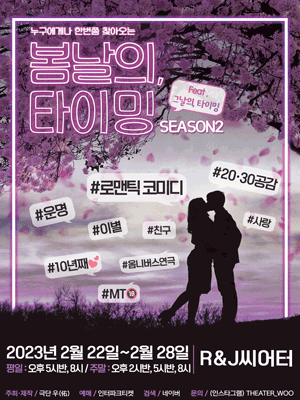 누구에게나 한번쯤 찾아오는
봄날의,
타이밍
Feat.
그날의, 타이밍
SEASON2
#로맨틱 코미디
#20·30공감
#운명
#이별
#친구
#사랑
#10년째
#옴니버스연극
#MT
2023년 2월 22일~2월 28일
평일 : 오후 5시반, 8시 / 주말 : 오후 2시반, 5시반, 8시
R&J씨어터
주최·제작 / 극단 우(佑) 예매 / 인터파크티켓 검색 / 네이버 문의 / (인스타그램) THEATER_WOO